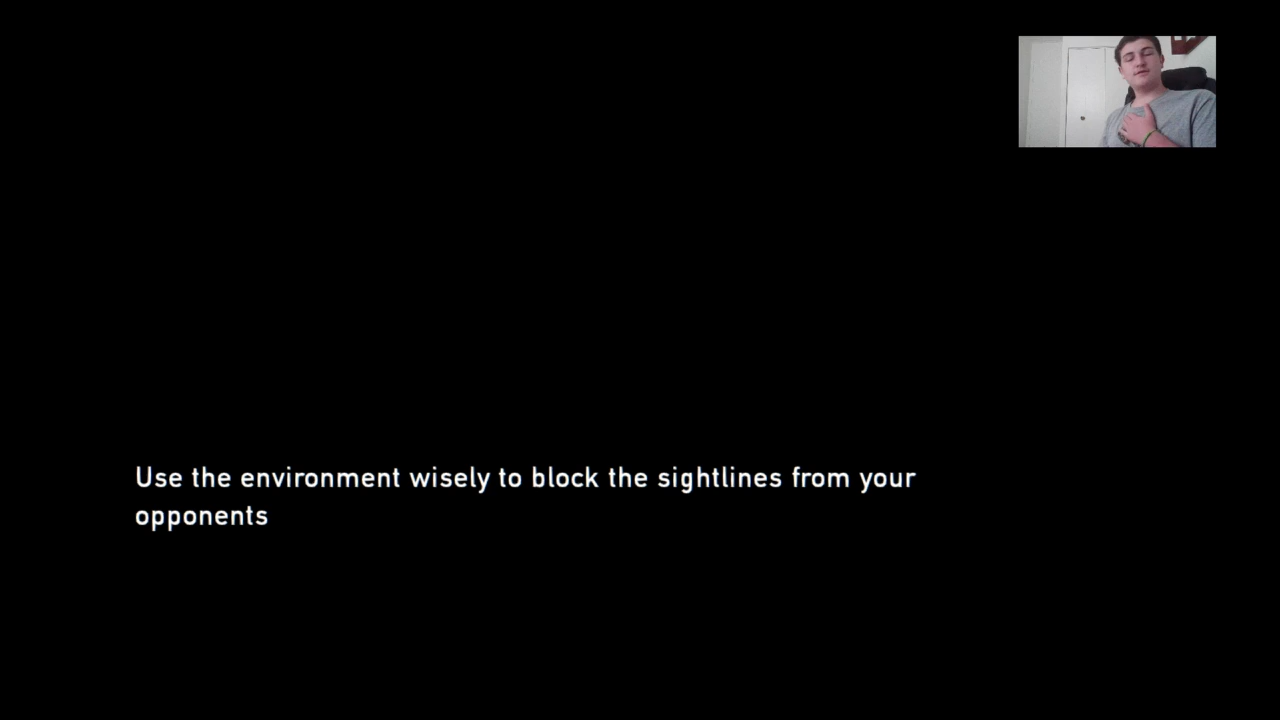 Use the environment wisely to block the sightlines from your
opponents